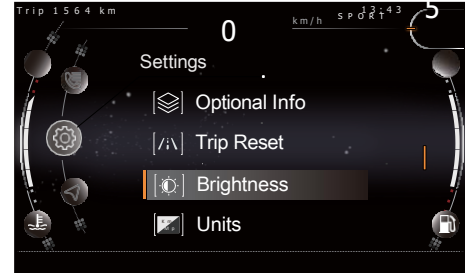 Trip 1564 km
0
km/h
SPORT
13:43
5
Settings
Optional Info
Trip Reset
Brightness
Units